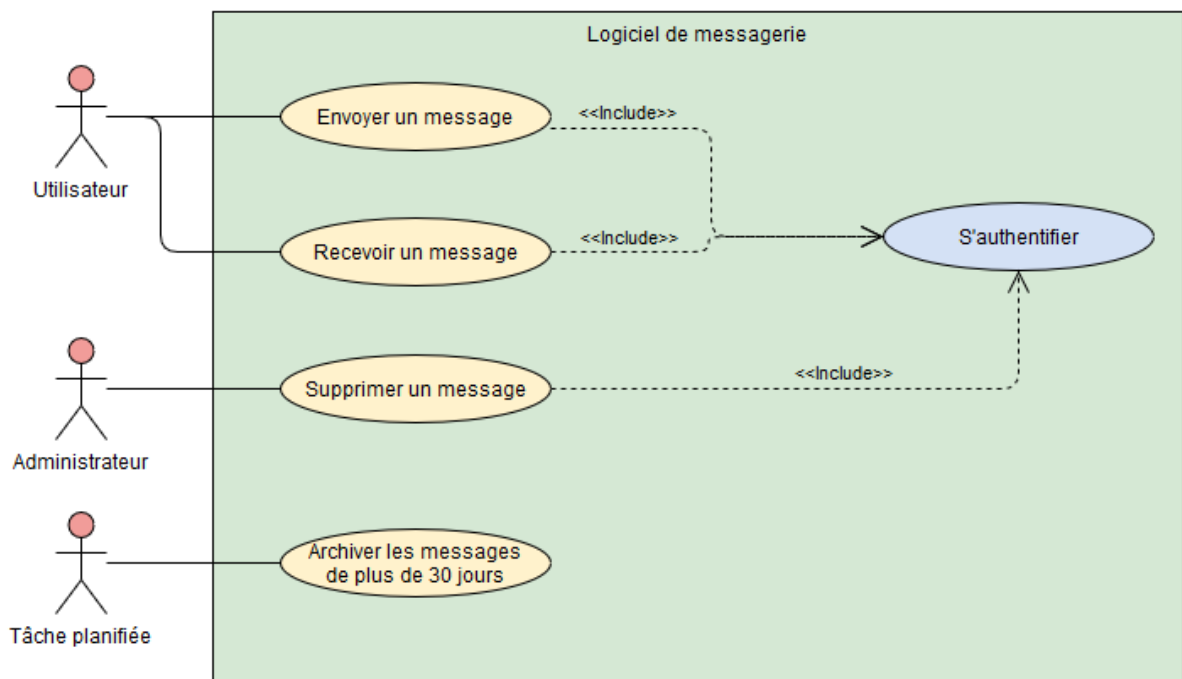 Logiciel de messagerie
Envoyer un message
<<Include>>
Utilisateur
Recevoir un message
<<Include>>
S'authentifier
Supprimer un message
<<Include>>
Administrateur
Archiver les messages
de plus de 30 jours
Tâche planifiée